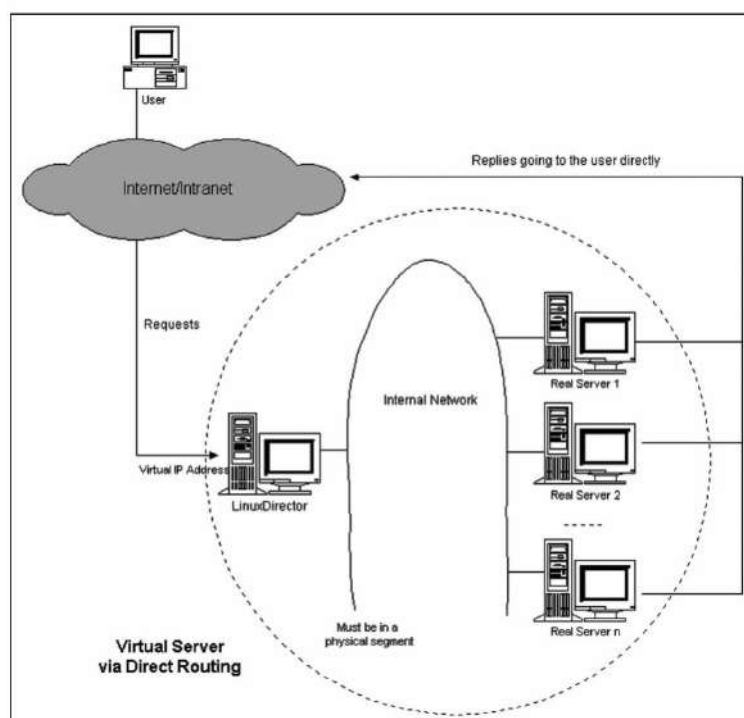 User
Replies going to the user directly
Internet/Intranet
Requests
Real Server 1
Internal Network
Virtual IP Address
LinuxDirector
Real Server 2
Real Server n
Must be in a
physical segment
Virtual Server
via Direct Routing